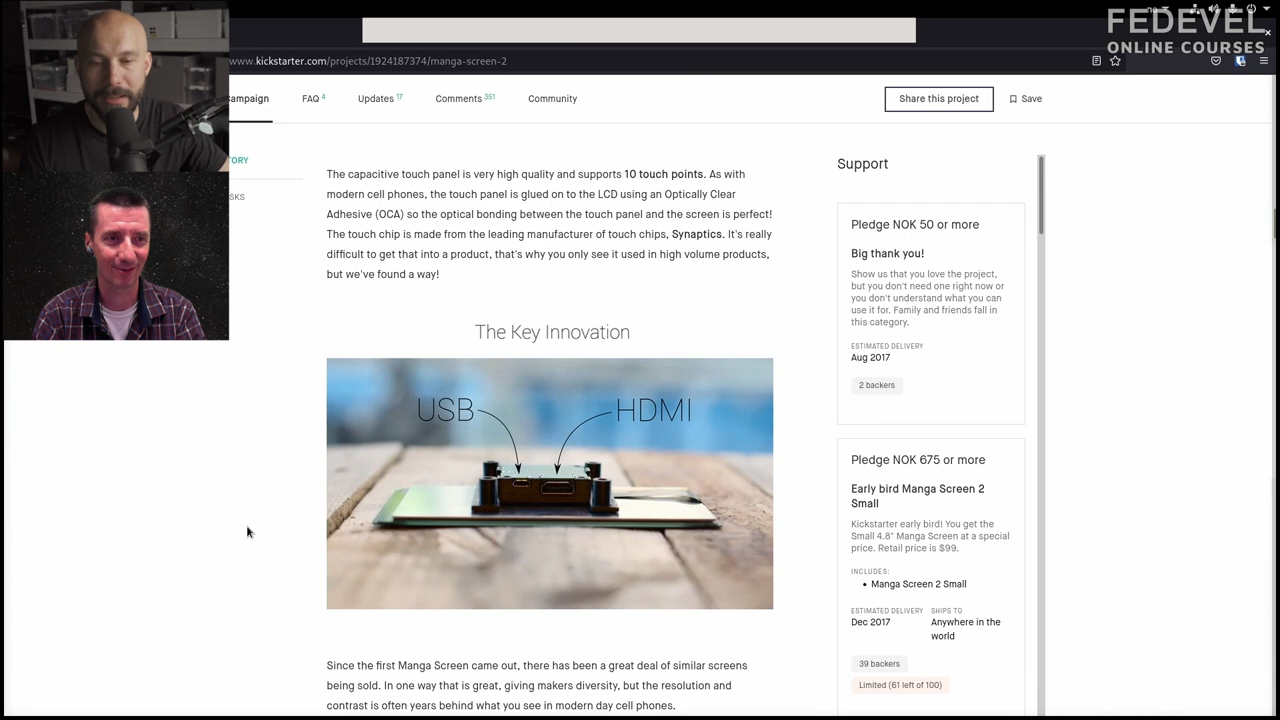 FEDEVEL
ONLINE COURSES
www.kickstarter.com/projects/1924187374/manga-screen-2
Campaign
FAQ 4
Updates 17
Comments 351
Community
Share this project
Save
TORY
SKS
The capacitive touch panel is very high quality and supports 10 touch points. As with
modern cell phones, the touch panel is glued on to the LCD using an Optically Clear
Adhesive (OCA) so the optical bonding between the touch panel and the screen is perfect!
The touch chip is made from the leading manufacturer of touch chips, Synaptics. It's really
difficult to get that into a product, that's why you only see it used in high volume products,
but we've found a way!
The Key Innovation
USB
HDMI
Since the first Manga Screen came out, there has been a great deal of similar screens
being sold. In one way that is great, giving makers diversity, but the resolution and
contrast is often years behind what you see in modern day cell phones.
Support
Pledge NOK 50 or more
Big thank you!
Show us that you love the project,
but you don't need one right now or
you don't understand what you can
use it for. Family and friends fall in
this category.
ESTIMATED DELIVERY
Aug 2017
2 backers
Pledge NOK 675 or more
Early bird Manga Screen 2
Small
Kickstarter early bird! You get the
Small 4.8" Manga Screen at a special
price. Retail price is $99.
INCLUDES:
• Manga Screen 2 Small
ESTIMATED DELIVERY
Dec 2017
SHIPS TO
Anywhere in the
world
39 backers
Limited (61 left of 100)